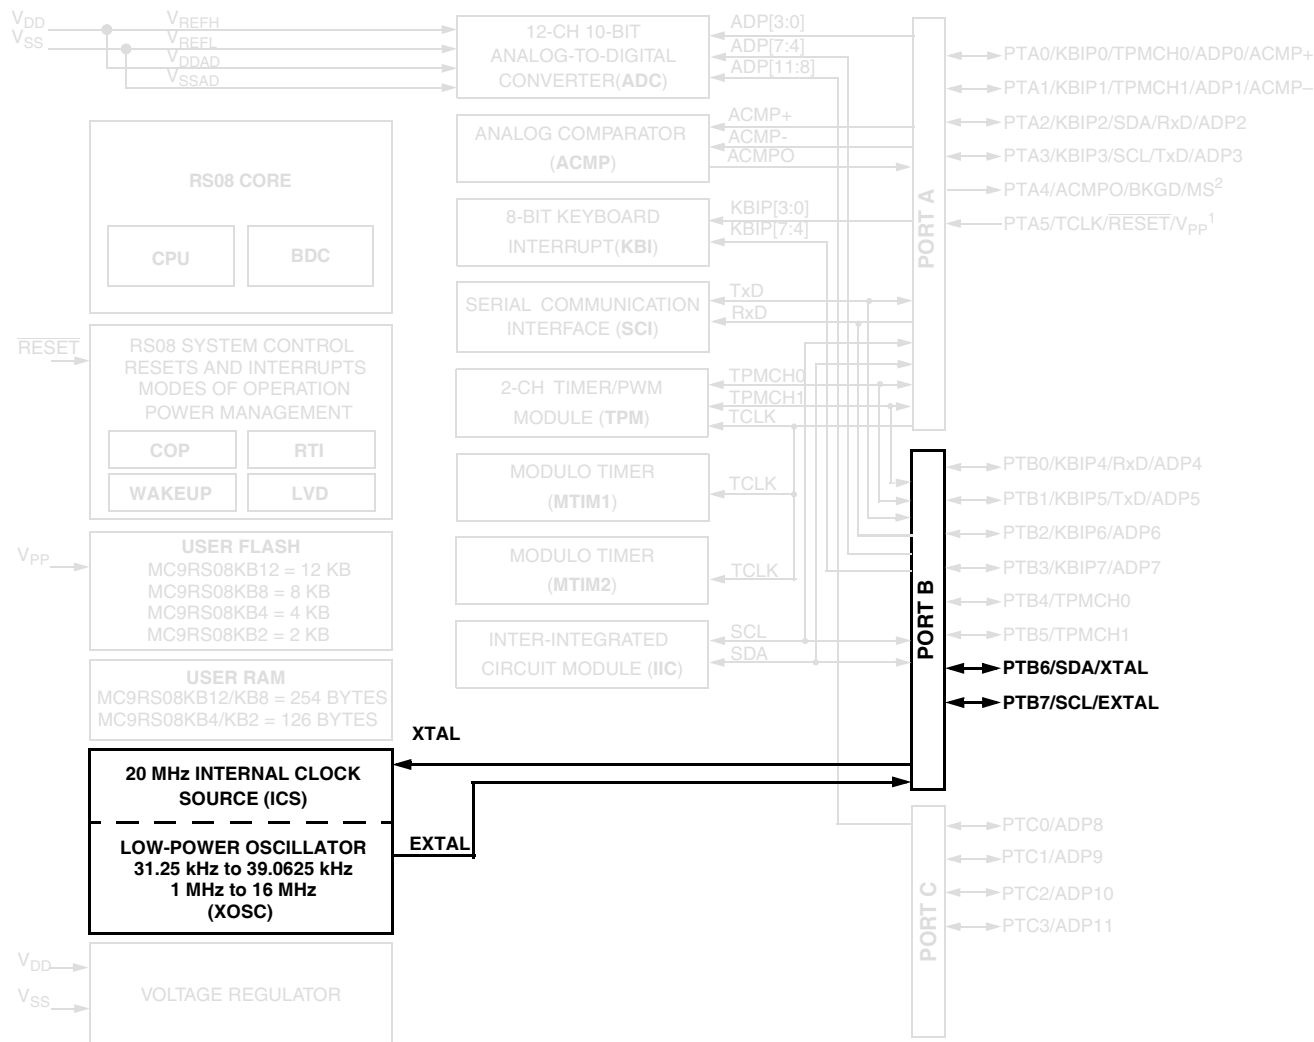 VDD
VSS
VREFH
VREFL
VDDAD
VSSAD
12-CH 10-BIT
ANALOG-TO-DIGITAL
CONVERTER(ADC)
ADP[3:0]
ADP[7:4]
ADP[11:8]
ANALOG COMPARATOR
(ACMP)
ACMP+
ACMP-
ACMPO
8-BIT KEYBOARD
INTERRUPT(KBI)
KBIP[3:0]
KBIP[7:4]
SERIAL COMMUNICATION
INTERFACE (SCI)
TxD
RxD
2-CH TIMER/PWM
MODULE (TPM)
TPMCH0
TPMCH1
TCLK
MODULO TIMER
(MTIM1)
TCLK
MODULO TIMER
(MTIM2)
TCLK
INTER-INTEGRATED
CIRCUIT MODULE (IIC)
SCL
SDA
RS08 CORE
CPU
BDC
RESET
RS08 SYSTEM CONTROL
RESETS AND INTERRUPTS
MODES OF OPERATION
POWER MANAGEMENT
COP
RTI
WAKEUP
LVD
VPP
USER FLASH
MC9RS08KB12 = 12 KB
MC9RS08KB8 = 8 KB
MC9RS08KB4 = 4 KB
MC9RS08KB2 = 2 KB
USER RAM
MC9RS08KB12/KB8 = 254 BYTES
MC9RS08KB4/KB2 = 126 BYTES
20 MHz INTERNAL CLOCK
SOURCE (ICS)
LOW-POWER OSCILLATOR
31.25 kHz to 39.0625 kHz
1 MHz to 16 MHz
(XOSC)
XTAL
EXTAL
VDD
VSS
VOLTAGE REGULATOR
PORT A
PTA0/KBIP0/TPMCH0/ADP0/ACMP+
PTA1/KBIP1/TPMCH1/ADP1/ACMP–
PTA2/KBIP2/SDA/RxD/ADP2
PTA3/KBIP3/SCL/TxD/ADP3
PTA4/ACMPO/BKGD/MS2
PTA5/TCLK/RESET/VPP1
PORT B
PTB0/KBIP4/RxD/ADP4
PTB1/KBIP5/TxD/ADP5
PTB2/KBIP6/ADP6
PTB3/KBIP7/ADP7
PTB4/TPMCH0
PTB5/TPMCH1
PTB6/SDA/XTAL
PTB7/SCL/EXTAL
PORT C
PTC0/ADP8
PTC1/ADP9
PTC2/ADP10
PTC3/ADP11